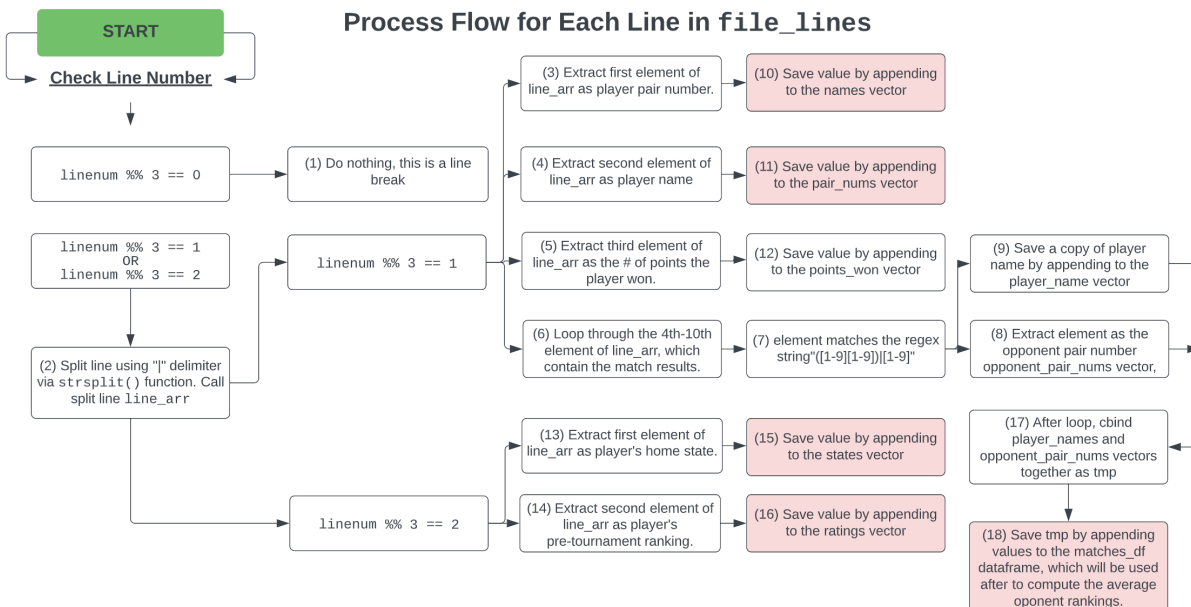 Process Flow for Each Line in file_lines
START
Check Line Number
linenum %% 3 == 0
(1) Do nothing, this is a line
break
linenum %% 3 == 1
OR
linenum %% 3 == 2
(2) Split line using "|" delimiter
via strsplit() function. Call
split line line_arr
linenum %% 3 == 1
(3) Extract first element of
line_arr as player pair number.
(10) Save value by appending
to the names vector
(4) Extract second element of
line_arr as player name
(11) Save value by appending
to the pair_nums vector
(5) Extract third element of
line_arr as the # of points the
player won.
(12) Save value by appending
to the points_won vector
(6) Loop through the 4th-10th
element of line_arr, which
contain the match results.
(7) element matches the regex
string"([1-9][1-9])|[1-9]"
(9) Save a copy of player
name by appending to the
player_name vector
(8) Extract element as the
opponent pair number
opponent_pair_nums vector,
linenum %% 3 == 2
(13) Extract first element of
line_arr as player's home state.
(15) Save value by appending
to the states vector
(14) Extract second element of
line_arr as player's
pre-tournament ranking.
(16) Save value by appending
to the ratings vector
(17) After loop, cbind
player_names and
opponent_pair_nums vectors
together as tmp
(18) Save tmp by appending
values to the matches_df
dataframe, which will be used
after to compute the average
oponent rankings.